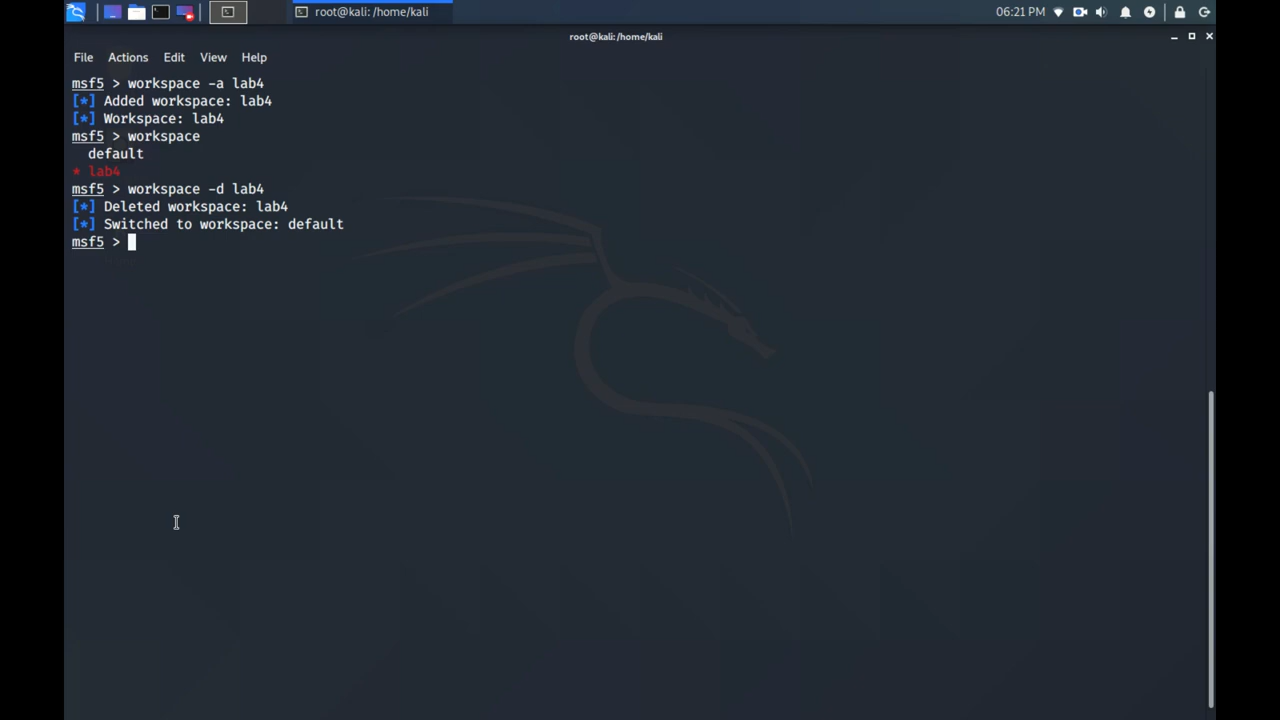 root@kali: /home/kali
06:21 PM
root@kali: /home/kali
File Actions Edit View Help
msf5 > workspace -a lab4
[*] Added workspace: lab4
[*] Workspace: lab4
msf5 > workspace
default
* lab4
msf5 > workspace -d lab4
[*] Deleted workspace: lab4
[*] Switched to workspace: default
msf5 >